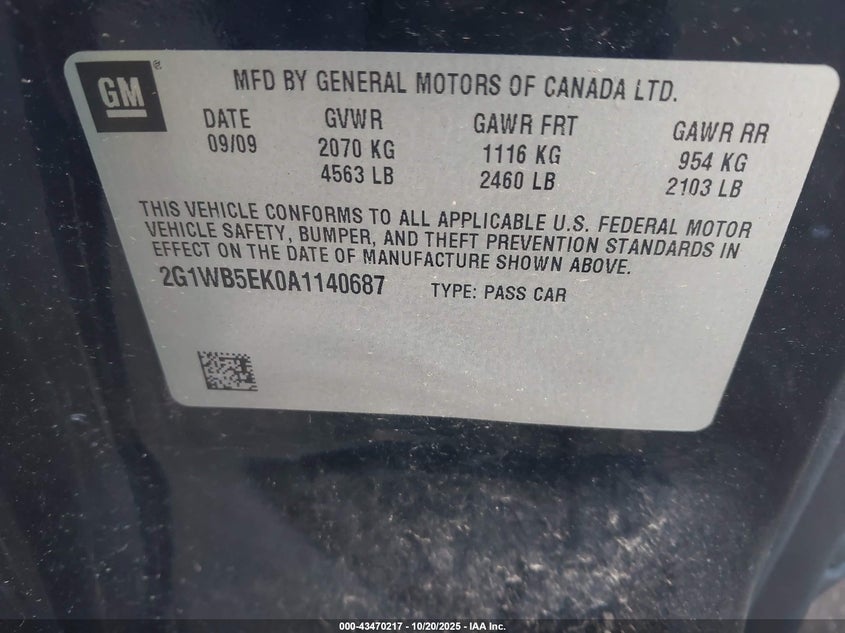 GM®
MFD BY GENERAL MOTORS OF CANADA LTD.
DATE GVWR GAWR FRT GAWR RR
09/09 2070 KG 1116 KG 954 KG
4563 LB 2460 LB 2103 LB
THIS VEHICLE CONFORMS TO ALL APPLICABLE U.S. FEDERAL MOTOR
VEHICLE SAFETY, BUMPER, AND THEFT PREVENTION STANDARDS IN
EFFECT ON THE DATE OF MANUFACTURE SHOWN ABOVE.
2G1WB5EK0A1140687 TYPE: PASS CAR
000-43470217 - 10/20/2025 - IAA Inc.